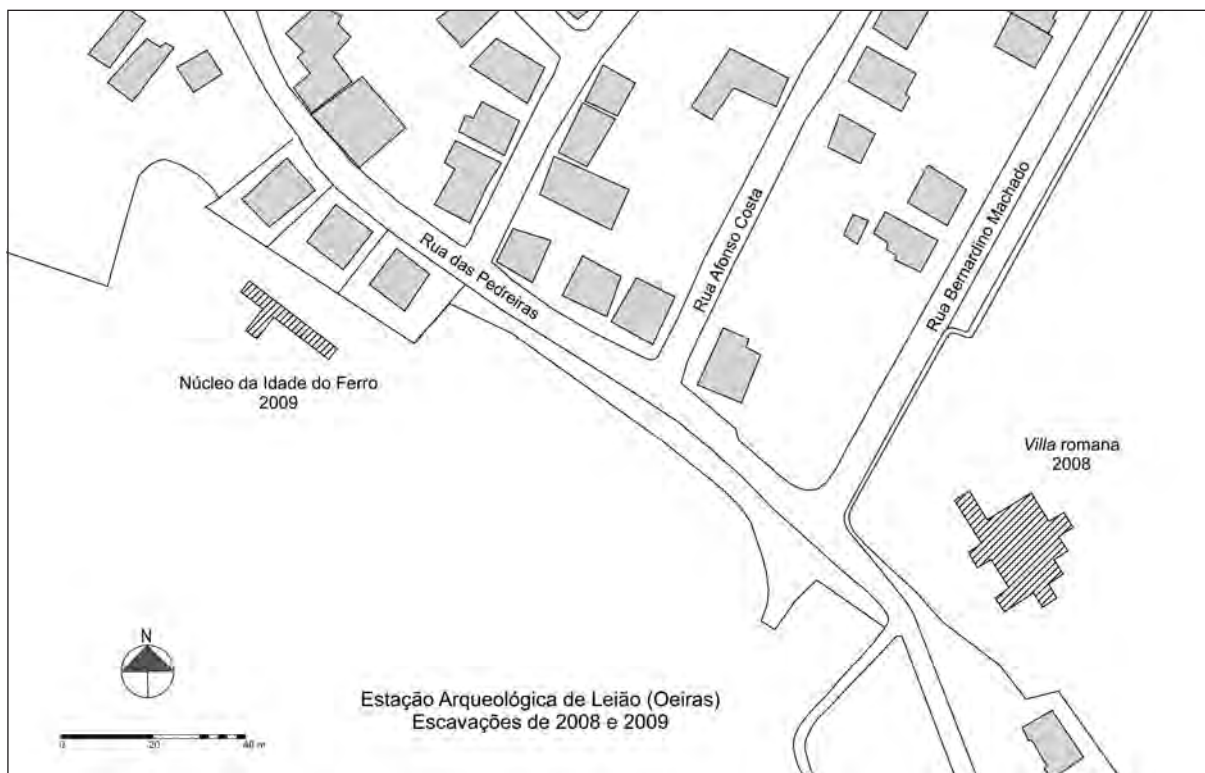 Rua das Pedreiras
Rua Afonso Costa
Rua Bernardino Machado
Núcleo da Idade do Ferro
2009
Villa romana
2008
N
Estação Arqueológica de Leião (Oeiras)
Escavações de 2008 e 2009
0 20 40 m